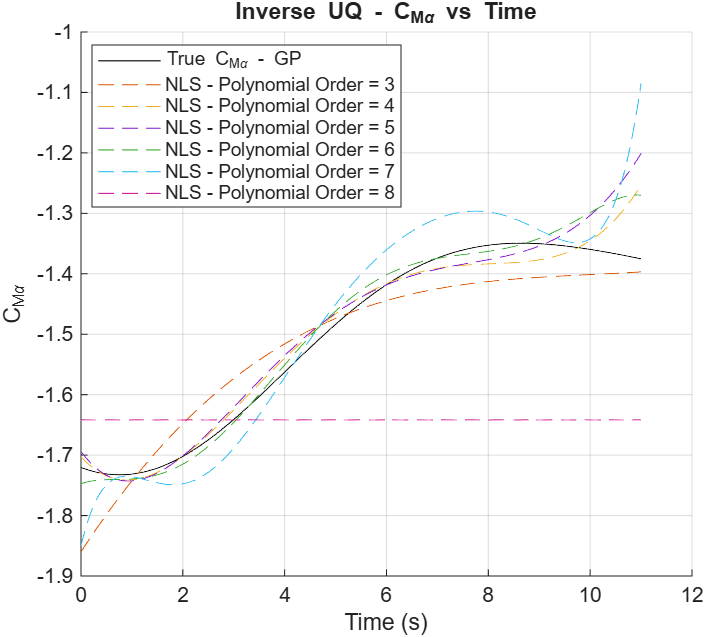 Inverse UQ - C_Mα vs Time
-1
-1.1
-1.2
-1.3
-1.4
-1.5
-1.6
-1.7
-1.8
-1.9
C_Mα
True C_Mα - GP
NLS - Polynomial Order = 3
NLS - Polynomial Order = 4
NLS - Polynomial Order = 5
NLS - Polynomial Order = 6
NLS - Polynomial Order = 7
NLS - Polynomial Order = 8
0 2 4 6 8 10 12
Time (s)